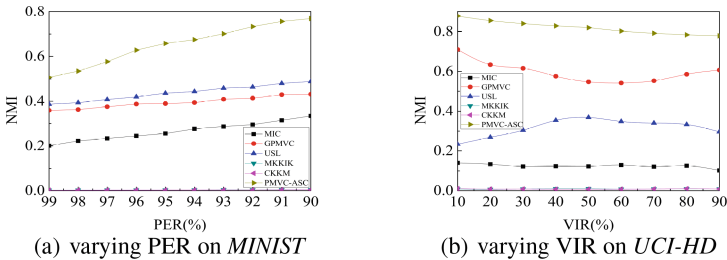 0.8
0.6
0.4
0.2
0.0
NMI
99 98 97 96 95 94 93 92 91 90
PER(%)
MIC
GPMVC
USL
MKKIK
CKKM
PMVC-ASC
(a) varying PER on MINIST
0.8
0.6
0.4
0.2
0.0
NMI
10 20 30 40 50 60 70 80 90
VIR(%)
MIC
GPMVC
USL
MKKIK
CKKM
PMVC-ASC
(b) varying VIR on UCI-HD